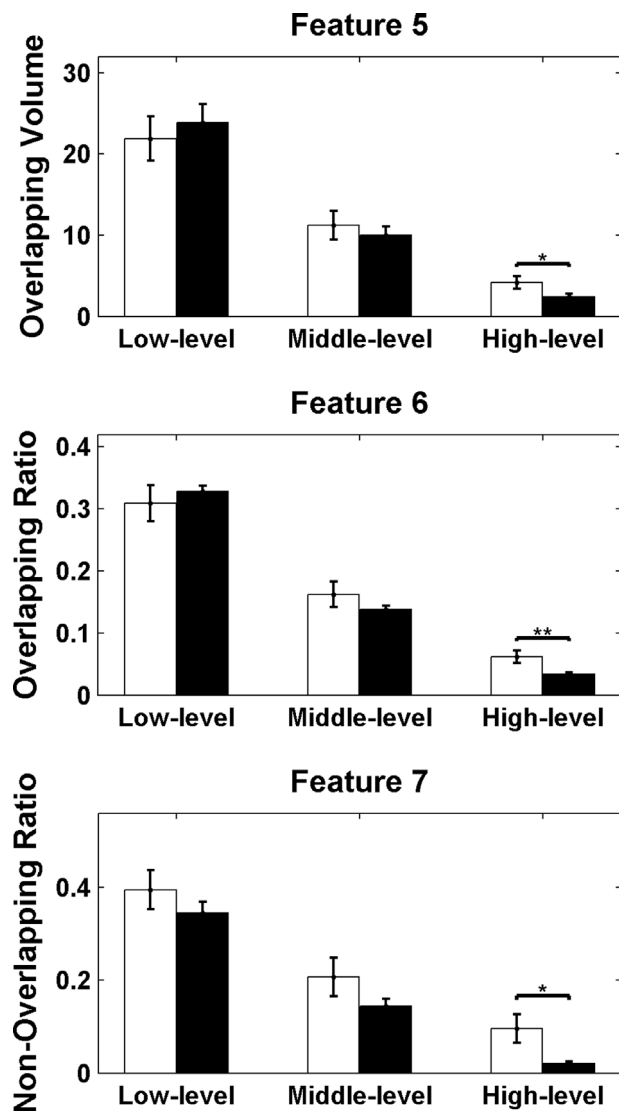 Feature 5
Overlapping Volume
30
20
10
0
*
Low-level Middle-level High-level
Feature 6
Overlapping Ratio
0.4
0.3
0.2
0.1
0
**
Low-level Middle-level High-level
Feature 7
Non-Overlapping Ratio
0.4
0.2
0
*
Low-level Middle-level High-level